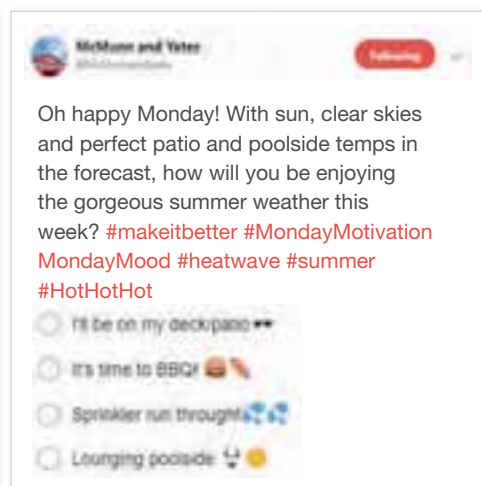 McMunn and Yates
Following
Oh happy Monday! With sun, clear skies
and perfect patio and poolside temps in
the forecast, how will you be enjoying
the gorgeous summer weather this
week? #makeitbetter #MondayMotivation
MondayMood #heatwave #summer
#HotHotHot
I'll be on my deck/patio 🕶
It's time to BBQ! 🍔🌭
Sprinkler run through! 💦💦
Lounging poolside 👙😊